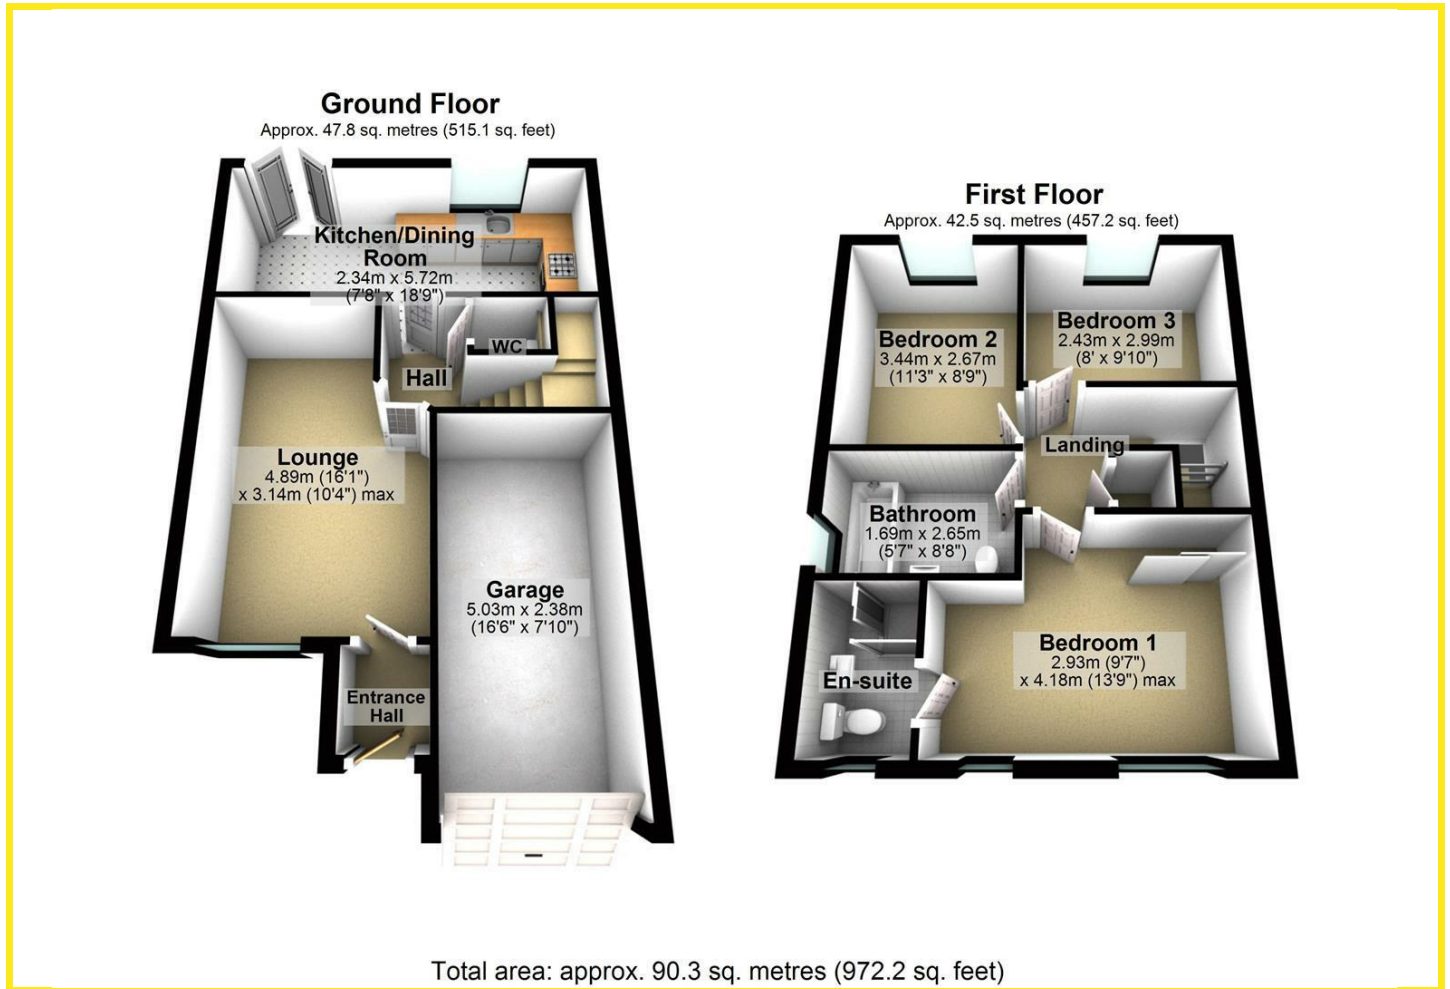 Ground Floor
Approx. 47.8 sq. metres (515.1 sq. feet)
Kitchen/Dining
Room
2.34m x 5.72m
(7'8" x 18'9")
WC
Hall
Lounge
4.89m (16'1")
x 3.14m (10'4") max
Garage
5.03m x 2.38m
(16'6" x 7'10")
Entrance
Hall
First Floor
Approx. 42.5 sq. metres (457.2 sq. feet)
Bedroom 2
3.44m x 2.67m
(11'3" x 8'9")
Bedroom 3
2.43m x 2.99m
(8' x 9'10")
Landing
Bathroom
1.69m x 2.65m
(5'7" x 8'8")
Bedroom 1
2.93m (9'7")
x 4.18m (13'9") max
En-suite
Total area: approx. 90.3 sq. metres (972.2 sq. feet)